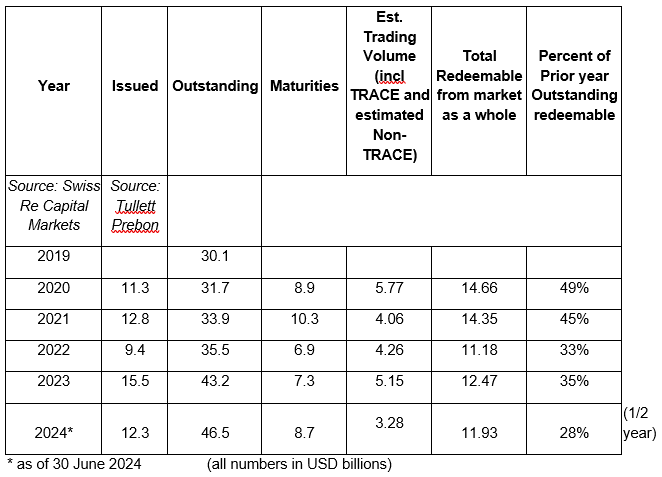 Year Issued Outstanding Maturities Est. Trading Volume (incl TRACE and estimated Non-TRACE) Total Redeemable from market as a whole Percent of Prior year Outstanding redeemable
Source: Swiss Re Capital Markets Source: Tullett Prebon
2019 30.1
2020 11.3 31.7 8.9 5.77 14.66 49%
2021 12.8 33.9 10.3 4.06 14.35 45%
2022 9.4 35.5 6.9 4.26 11.18 33%
2023 15.5 43.2 7.3 5.15 12.47 35%
2024* 12.3 46.5 8.7 3.28 11.93 28% (1/2 year)
* as of 30 June 2024 (all numbers in USD billions)